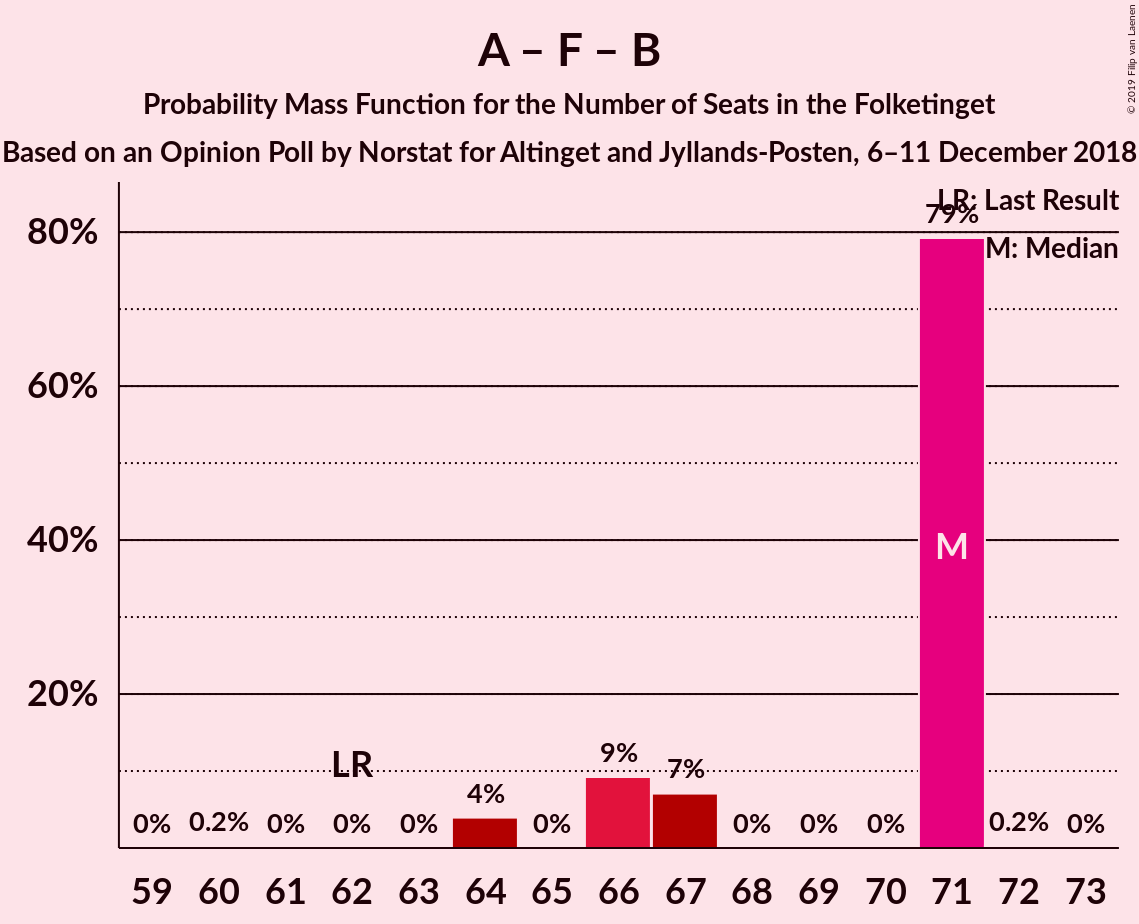 A – F – B
Probability Mass Function for the Number of Seats in the Folketinget
Based on an Opinion Poll by Norstat for Altinget and Jyllands-Posten, 6–11 December 2018
© 2019 Filip van Laenen
LR: Last Result
M: Median
80%
60%
40%
20%
0% 0.2% 0% 0% 0% 4% 0% 9% 7% 0% 0% 0% 79% 0.2% 0%
LR
M
59 60 61 62 63 64 65 66 67 68 69 70 71 72 73